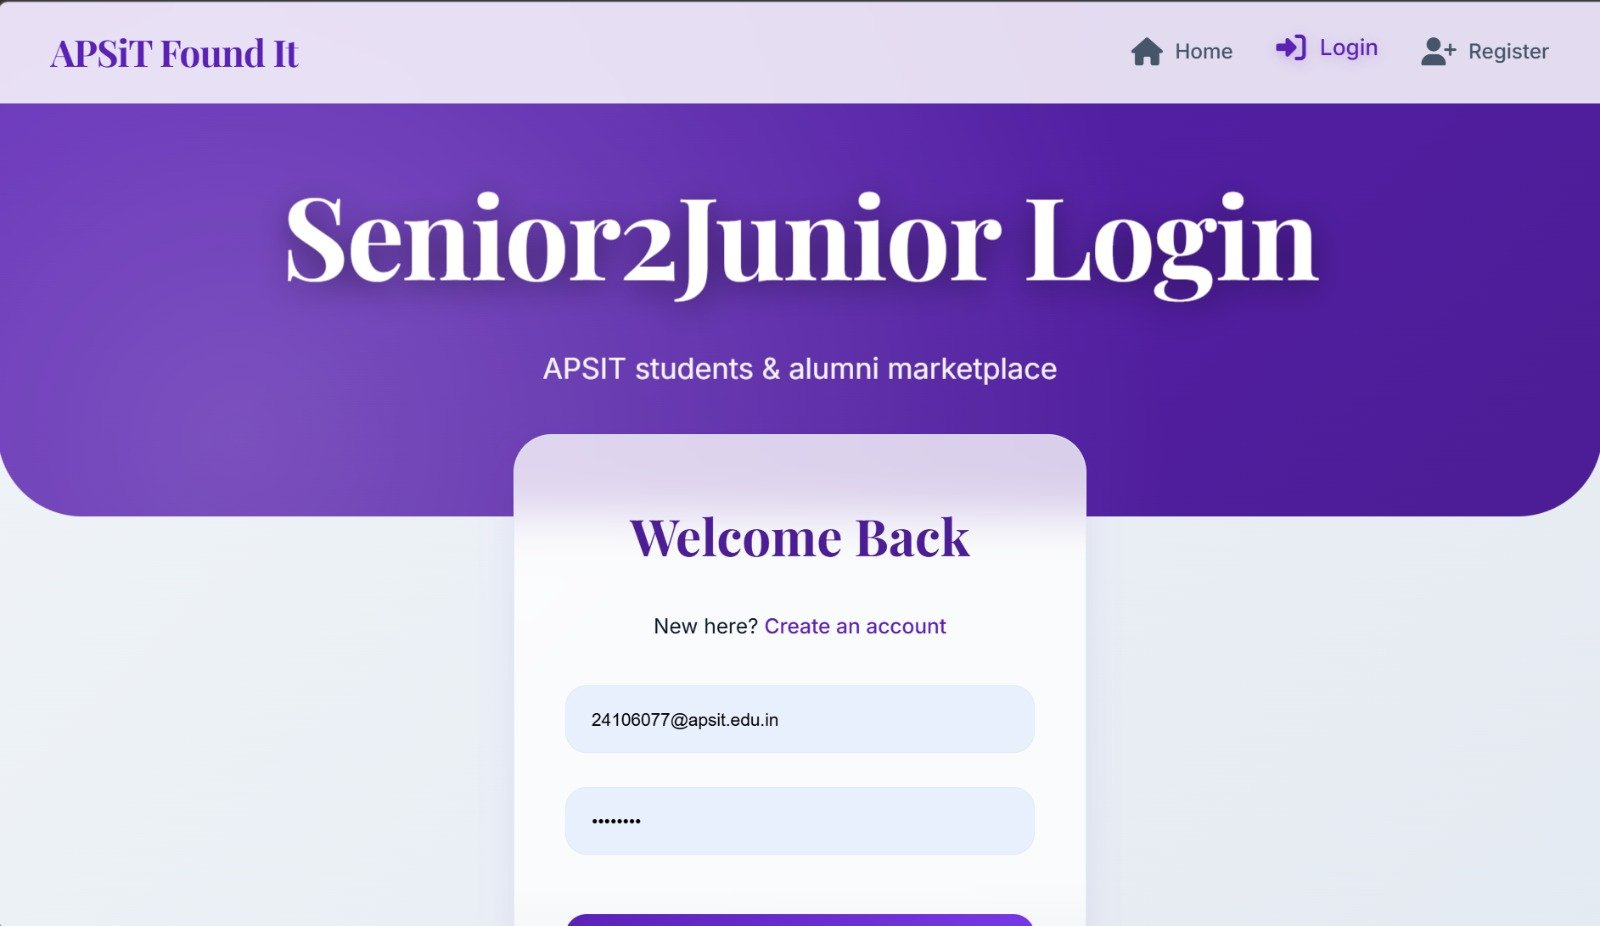 APSiT Found It
Home
Login
Register
Senior2Junior Login
APSIT students & alumni marketplace
Welcome Back
New here? Create an account
24106077@apsit.edu.in
••••••••